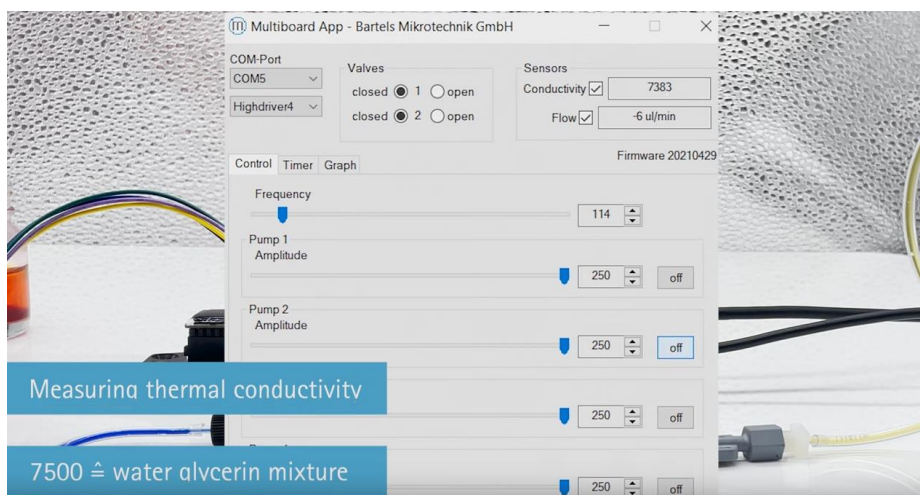 Multiboard App - Bartels Mikrotechnik GmbH
COM-Port
COM5
Highdriver4
Valves
closed 1 open
closed 2 open
Sensors
Conductivity 7383
Flow -6 ul/min
Firmware 20210429
Control Timer Graph
Frequency
114
Pump 1
Amplitude
250 off
Pump 2
Amplitude
250 off
Measuring thermal conductivity
250 off
7500 ≙ water glycerin mixture
250 off